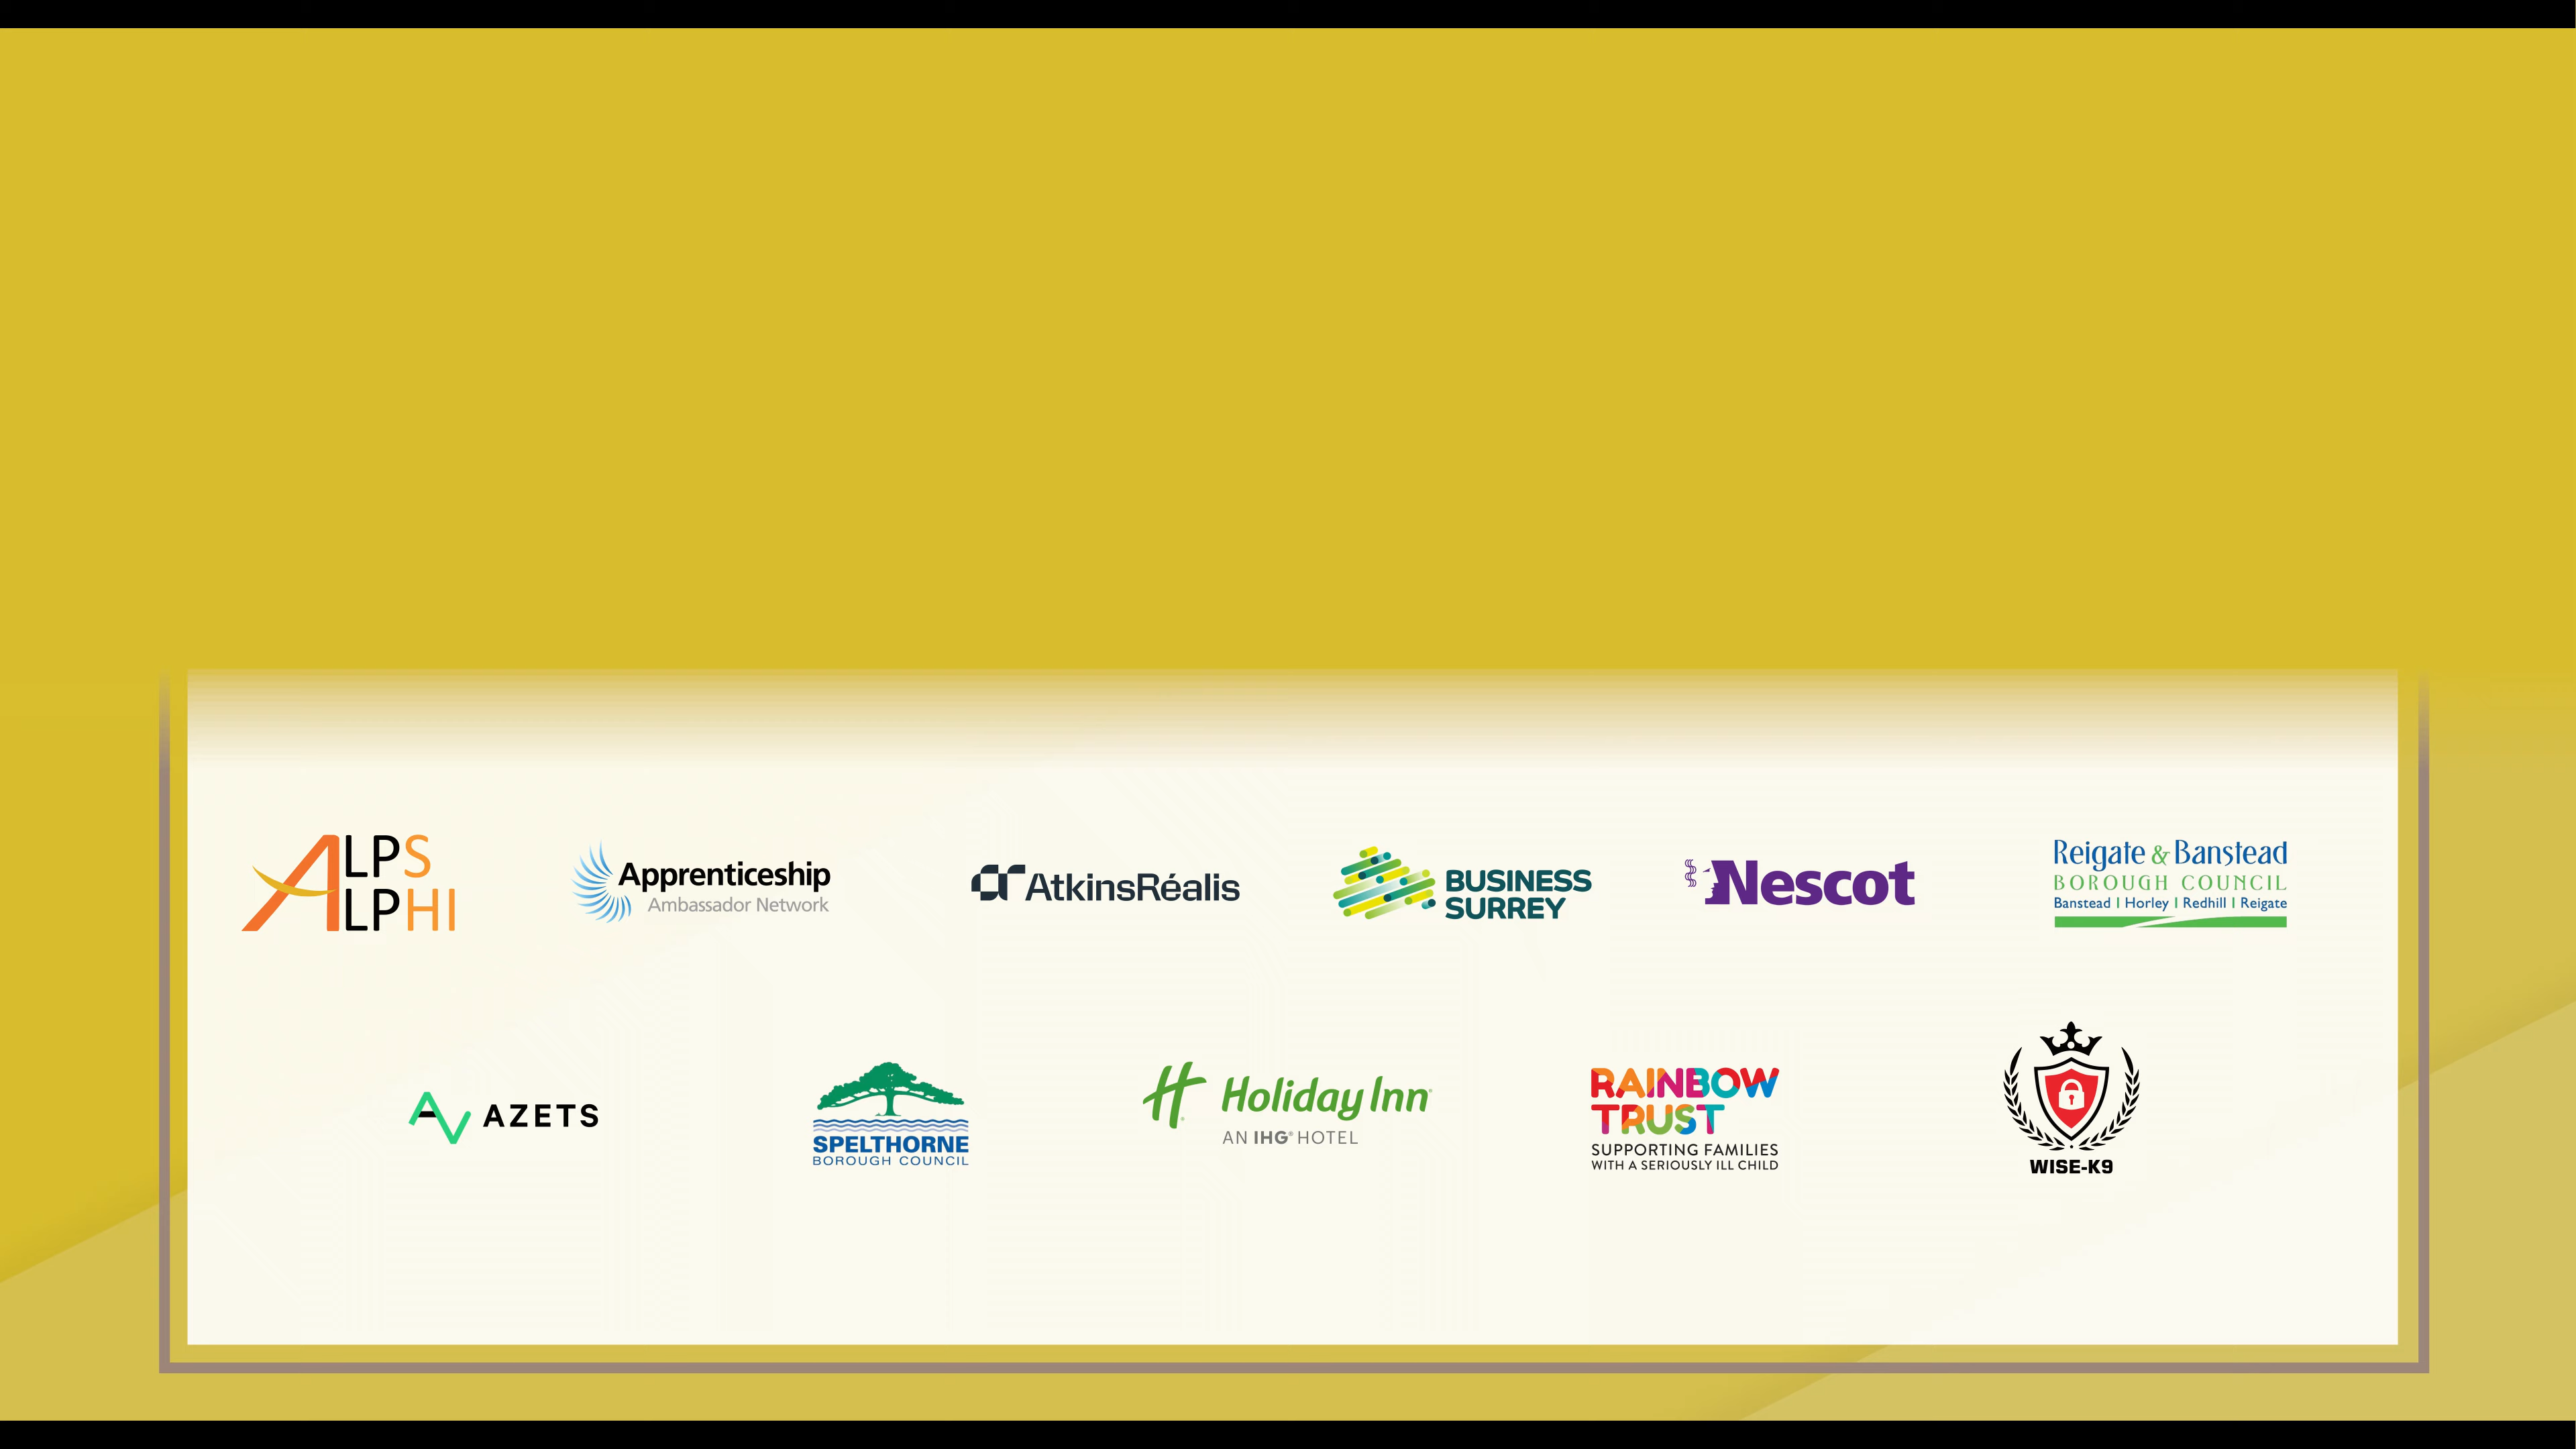 ALPS
ALPHI
Apprenticeship
Ambassador Network
AtkinsRéalis
BUSINESS
SURREY
Nescot
Reigate & Banstead
BOROUGH COUNCIL
Banstead | Horley | Redhill | Reigate
AZETS
SPELTHORNE
BOROUGH COUNCIL
Holiday Inn®
AN IHG® HOTEL
RAINBOW
TRUST
SUPPORTING FAMILIES
WITH A SERIOUSLY ILL CHILD
WISE-K9